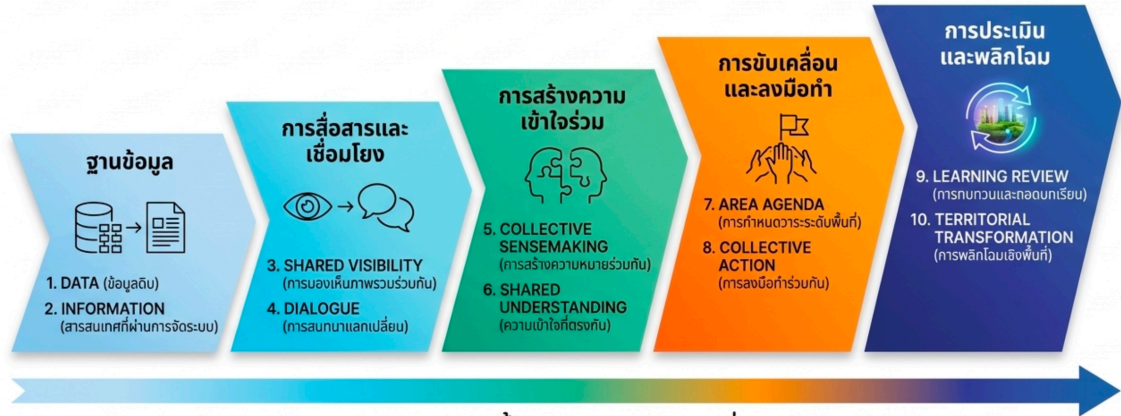 ฐานข้อมูล
1. DATA (ข้อมูลดิบ)
2. INFORMATION
(สารสนเทศที่ผ่านการจัดระบบ)
การสื่อสารและ
เชื่อมโยง
3. SHARED VISIBILITY
(การมองเห็นภาพรวมร่วมกัน)
4. DIALOGUE
(การสนทนาแลกเปลี่ยน)
การสร้างความ
เข้าใจร่วม
5. COLLECTIVE
SENSEMAKING
(การสร้างความหมายร่วมกัน)
6. SHARED
UNDERSTANDING
(ความเข้าใจที่ตรงกัน)
การขับเคลื่อน
และลงมือทำ
7. AREA AGENDA
(การกำหนดวาระระดับพื้นที่)
8. COLLECTIVE
ACTION
(การลงมือทำร่วมกัน)
การประเมิน
และพลิกโฉม
9. LEARNING REVIEW
(การทบทวนและถอดบทเรียน)
10. TERRITORIAL
TRANSFORMATION
(การพลิกโฉมเชิงพื้นที่)